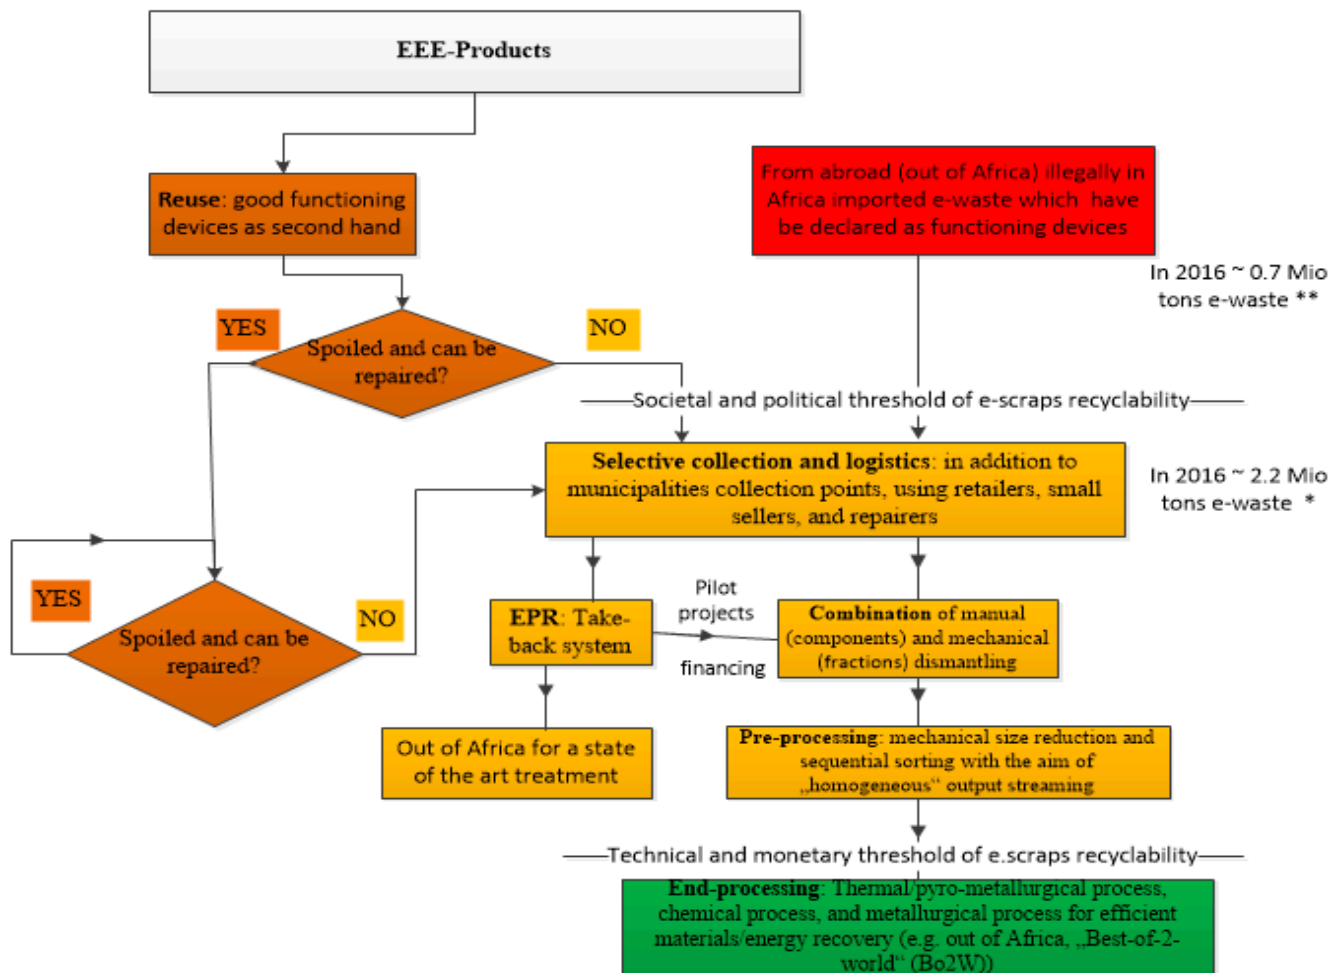 EEE-Products
Reuse: good functioning
devices as second hand
From abroad (out of Africa) illegally in
Africa imported e-waste which have
be declared as functioning devices
In 2016 ~ 0.7 Mio
tons e-waste **
YES
NO
Spoiled and can be
repaired?
Societal and political threshold of e-scraps recyclability
Selective collection and logistics: in addition to
municipalities collection points, using retailers, small
sellers, and repairers
In 2016 ~ 2.2 Mio
tons e-waste *
YES
NO
Spoiled and can be
repaired?
EPR: Take-
back system
Pilot
projects
financing
Combination of manual
(components) and mechanical
(fractions) dismantling
Out of Africa for a state
of the art treatment
Pre-processing: mechanical size reduction and
sequential sorting with the aim of
„homogeneous“ output streaming
Technical and monetary threshold of e.scraps recyclability
End-processing: Thermal/pyro-metallurgical process,
chemical process, and metallurgical process for efficient
materials/energy recovery (e.g. out of Africa, „Best-of-2-
world“ (Bo2W))